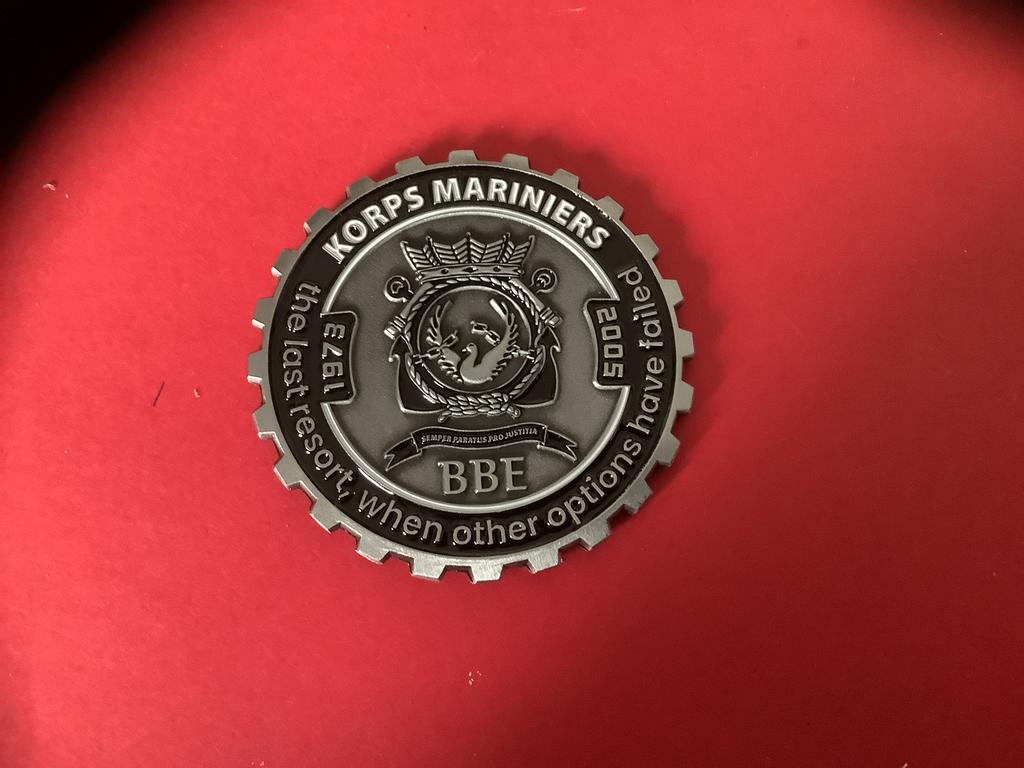 KORPS MARINIERS
1973
2005
SEMPER PARATUS PRO JUSTITIA
BBE
the last resort, when other options have failed